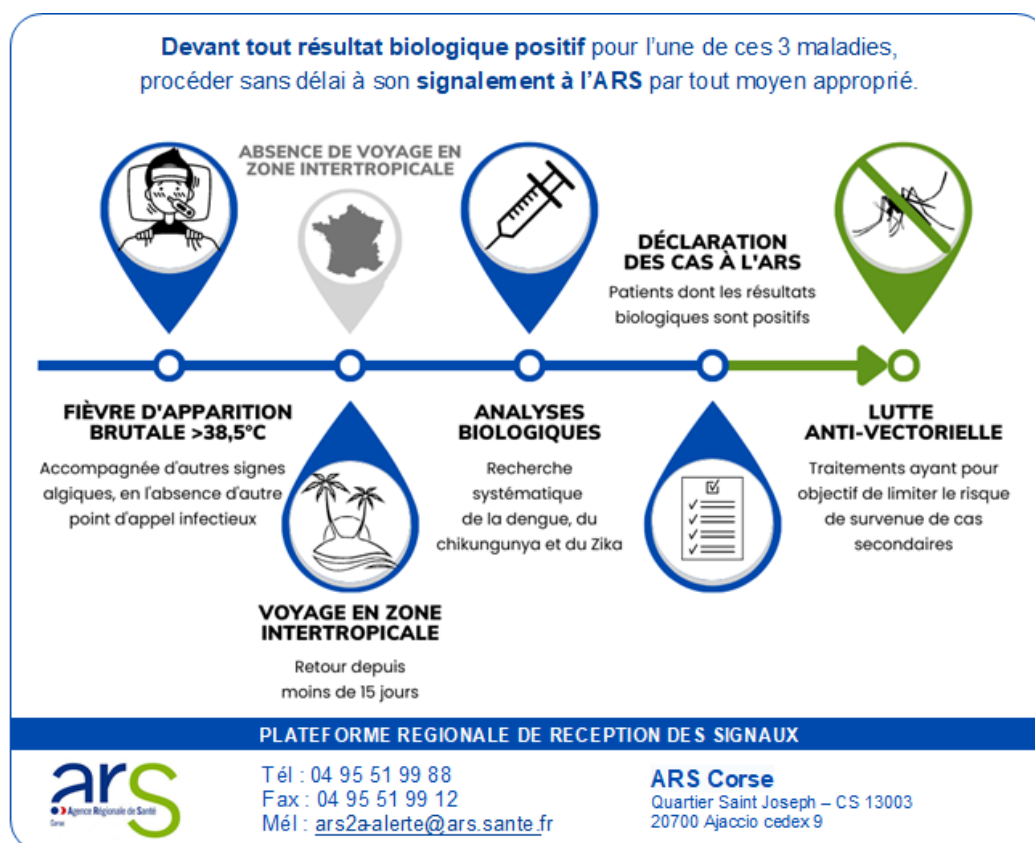 Devant tout résultat biologique positif pour l'une de ces 3 maladies,
procéder sans délai à son signalement à l'ARS par tout moyen approprié.
ABSENCE DE VOYAGE EN
ZONE INTERTROPICALE
DÉCLARATION
DES CAS À L'ARS
Patients dont les résultats
biologiques sont positifs
FIÈVRE D'APPARITION
BRUTALE >38,5°C
Accompagnée d'autres signes
algiques, en l'absence d'autre
point d'appel infectieux
VOYAGE EN ZONE
INTERTROPICALE
Retour depuis
moins de 15 jours
ANALYSES
BIOLOGIQUES
Recherche
systématique
de la dengue, du
chikungunya et du Zika
LUTTE
ANTI-VECTORIELLE
Traitements ayant pour
objectif de limiter le risque
de survenue de cas
secondaires
PLATEFORME REGIONALE DE RECEPTION DES SIGNAUX
ars
Agence Régionale de Santé
Corse
Tél : 04 95 51 99 88
Fax : 04 95 51 99 12
Mél : ars2a-alerte@ars.sante.fr
ARS Corse
Quartier Saint Joseph – CS 13003
20700 Ajaccio cedex 9